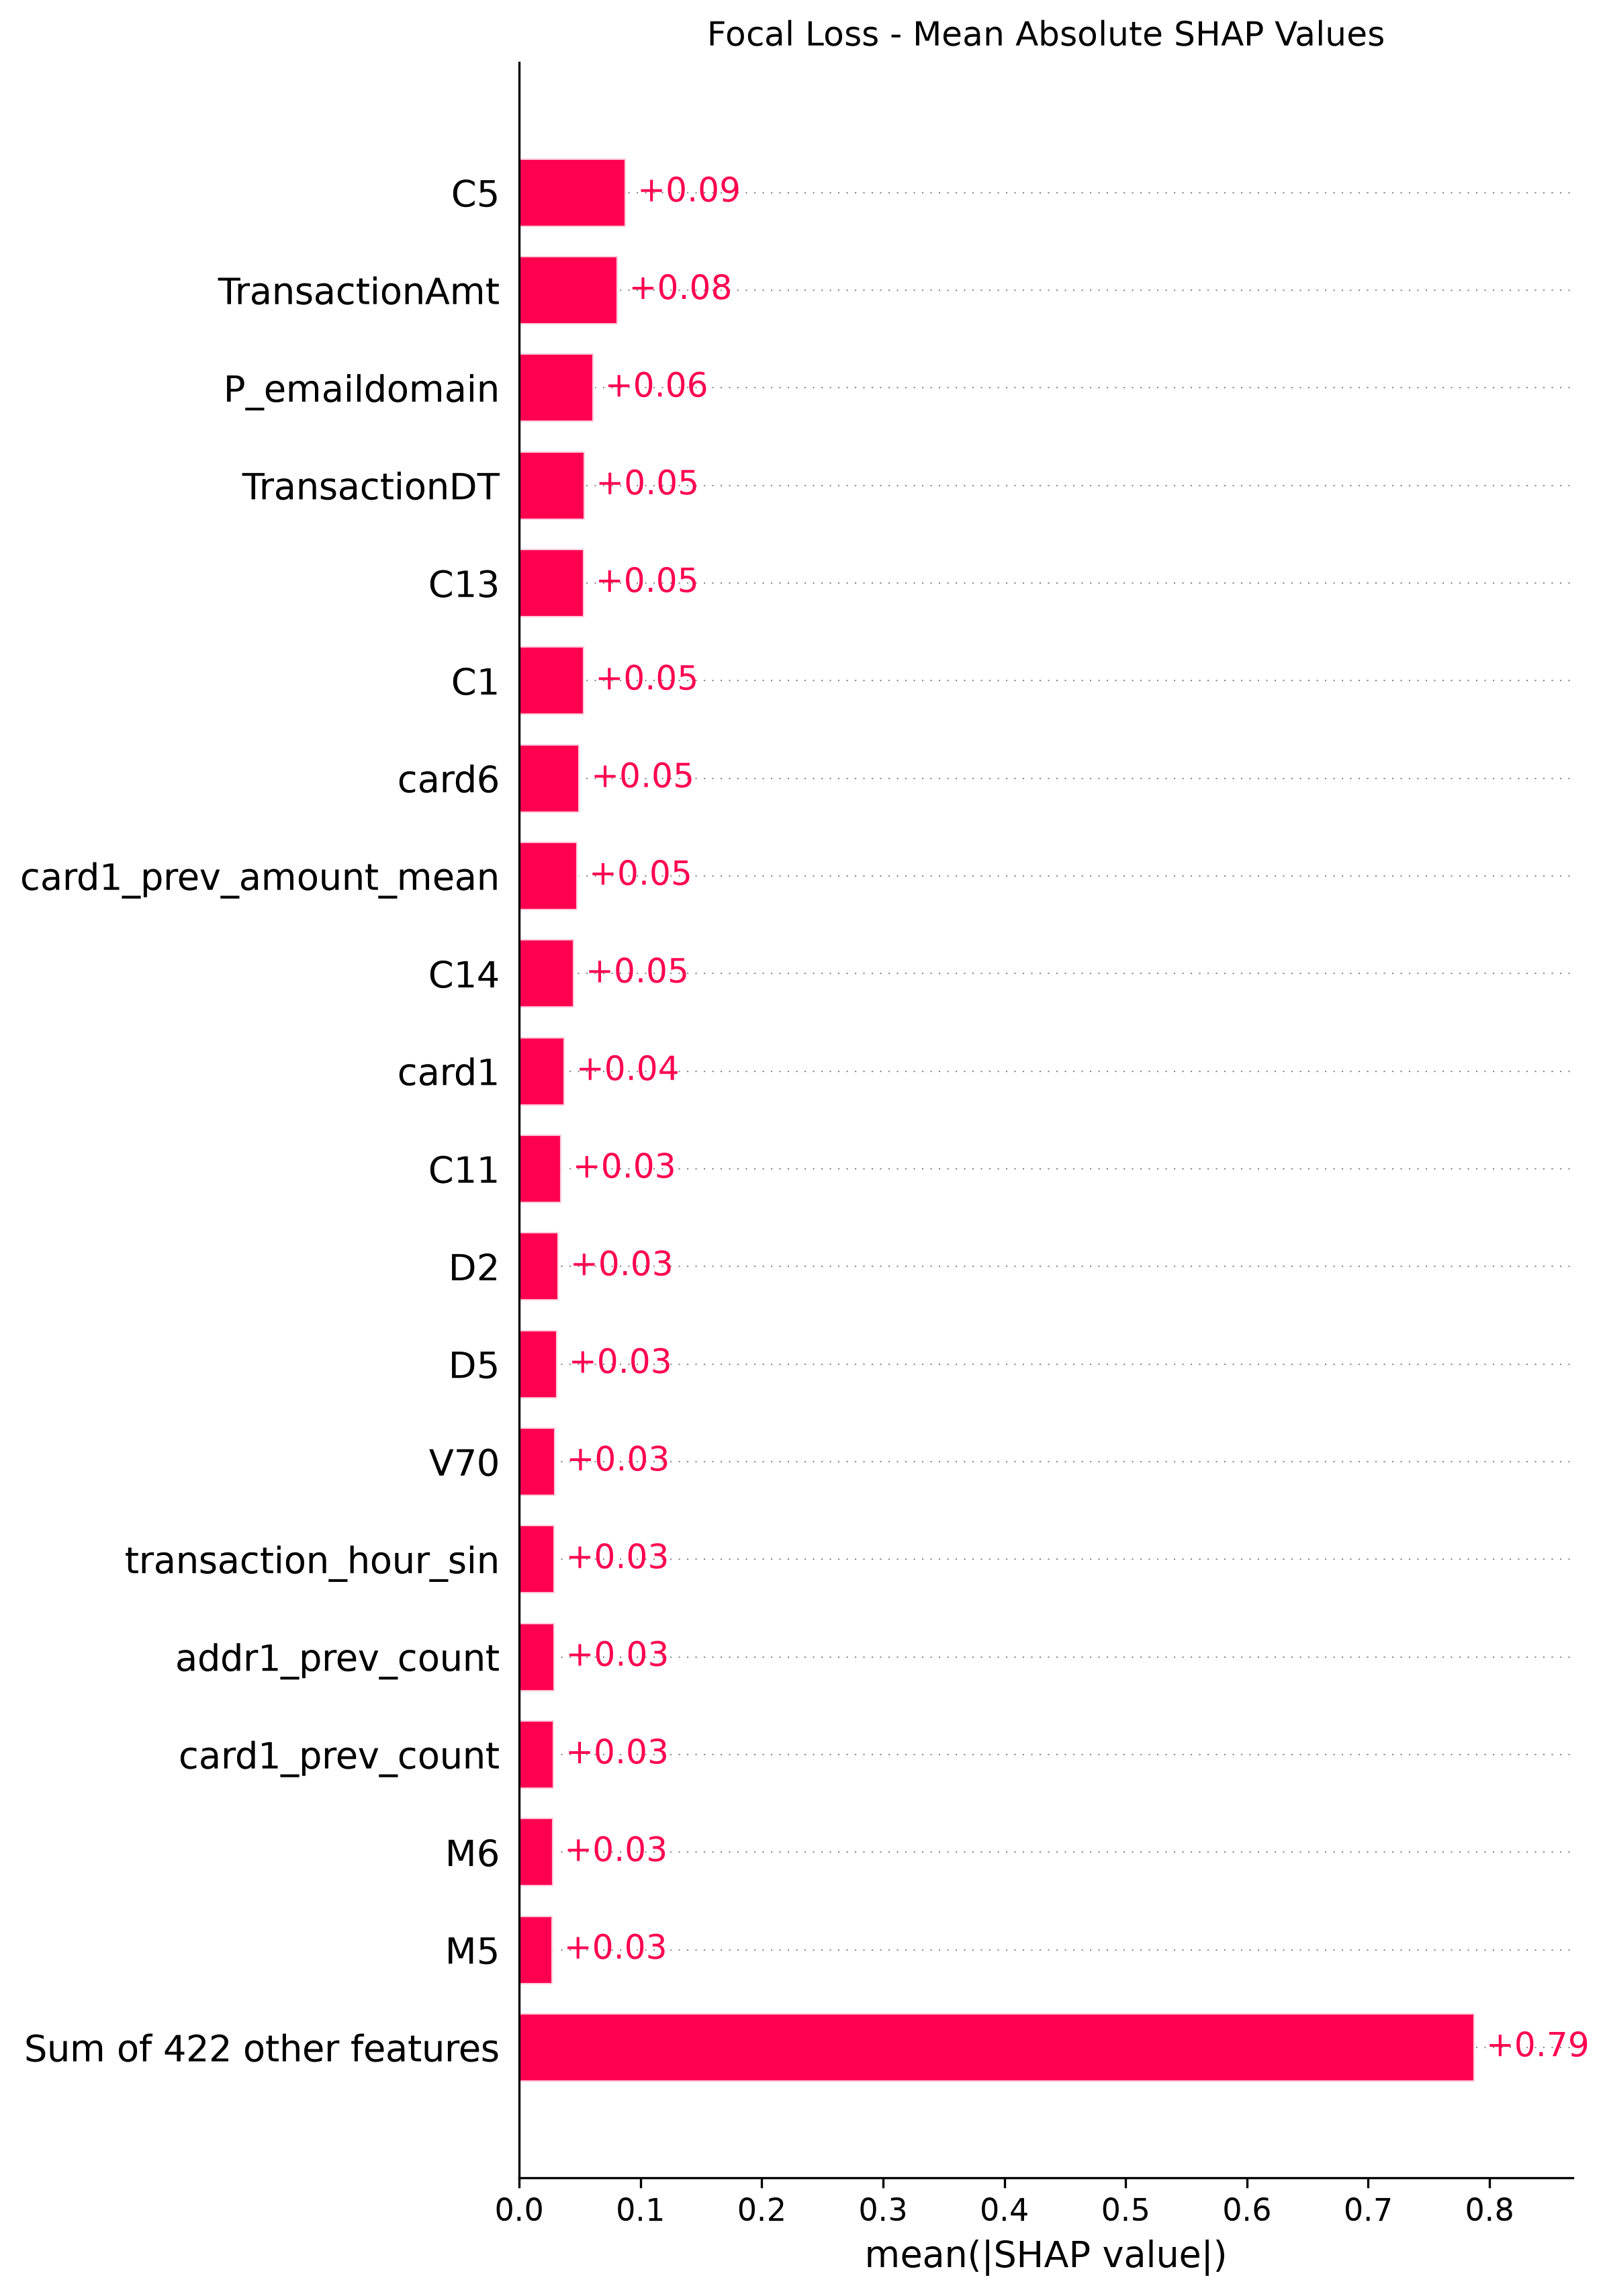 Focal Loss - Mean Absolute SHAP Values
C5 +0.09
TransactionAmt +0.08
P_emaildomain +0.06
TransactionDT +0.05
C13 +0.05
C1 +0.05
card6 +0.05
card1_prev_amount_mean +0.05
C14 +0.05
card1 +0.04
C11 +0.03
D2 +0.03
D5 +0.03
V70 +0.03
transaction_hour_sin +0.03
addr1_prev_count +0.03
card1_prev_count +0.03
M6 +0.03
M5 +0.03
Sum of 422 other features +0.79
0.0 0.1 0.2 0.3 0.4 0.5 0.6 0.7 0.8
mean(|SHAP value|)